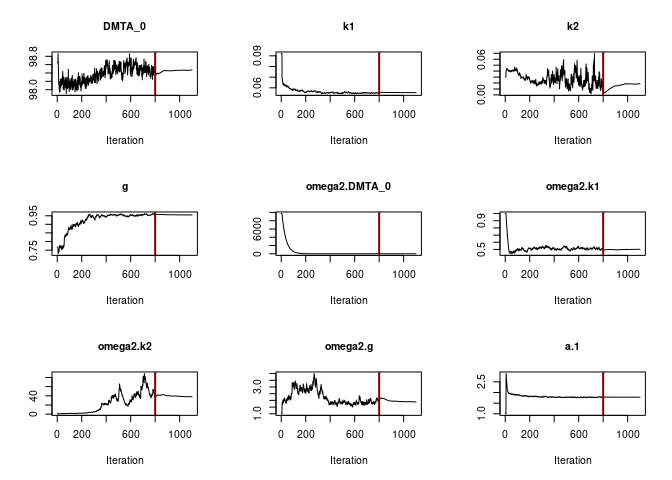 DMTA_0 k1 k2
98.0 98.8 0.06 0.09 0.00 0.06
0 200 600 1000 0 200 600 1000 0 200 600 1000
Iteration Iteration Iteration
g omega2.DMTA_0 omega2.k1
0.75 0.95 0 6000 0.5 0.9
0 200 600 1000 0 200 600 1000 0 200 600 1000
Iteration Iteration Iteration
omega2.k2 omega2.g a.1
0 40 1.0 3.0 1.0 2.5
0 200 600 1000 0 200 600 1000 0 200 600 1000
Iteration Iteration Iteration